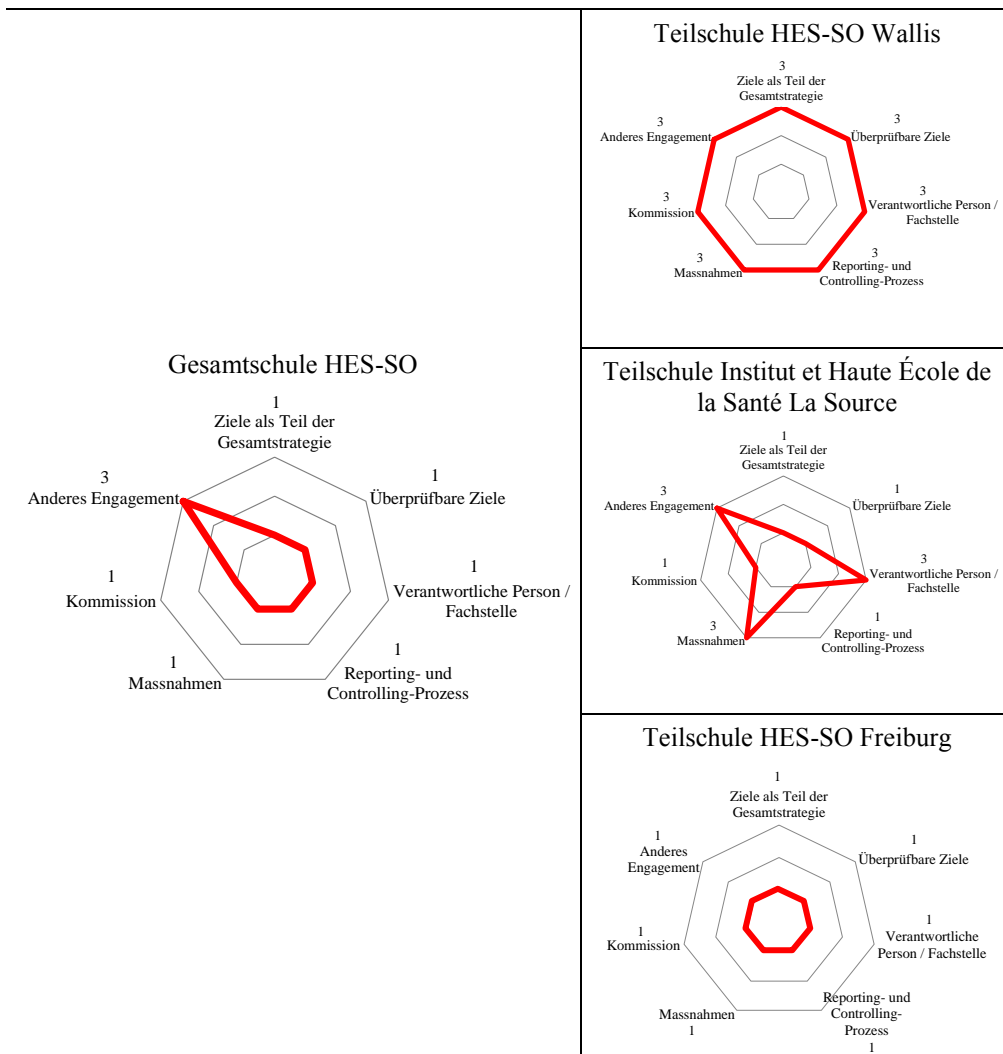 Gesamtschule HES-SO
1
Ziele als Teil der
Gesamtstrategie
1
Überprüfbare Ziele
1
Verantwortliche Person /
Fachstelle
1
Reporting- und
Controlling-Prozess
1
Massnahmen
1
Kommission
3
Anderes Engagement
Teilschule HES-SO Wallis
3
Ziele als Teil der
Gesamtstrategie
3
Überprüfbare Ziele
3
Verantwortliche Person /
Fachstelle
3
Reporting- und
Controlling-Prozess
3
Massnahmen
3
Kommission
3
Anderes Engagement
Teilschule Institut et Haute École de
la Santé La Source
1
Ziele als Teil der
Gesamtstrategie
1
Überprüfbare Ziele
3
Verantwortliche Person /
Fachstelle
1
Reporting- und
Controlling-Prozess
3
Massnahmen
1
Kommission
3
Anderes Engagement
Teilschule HES-SO Freiburg
1
Ziele als Teil der
Gesamtstrategie
1
Überprüfbare Ziele
1
Verantwortliche
Person / Fachstelle
Reporting- und
Controlling-
Prozess
1
Massnahmen
1
1
Kommission
1
Anderes
Engagement